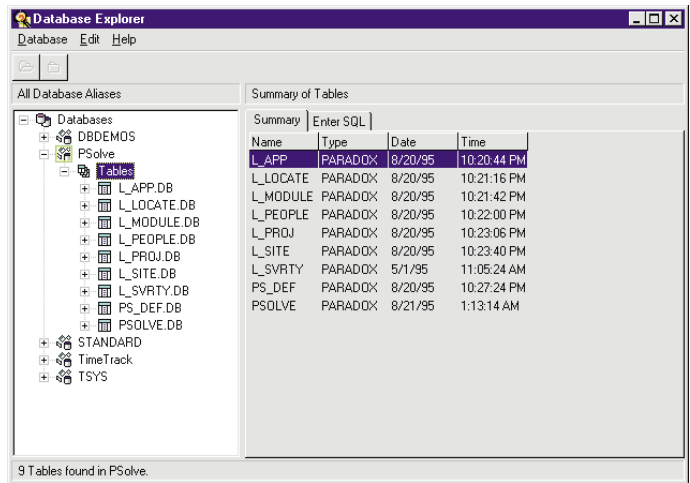 Database Explorer
Database Edit Help
All Database Aliases
Summary of Tables
Databases
DBDEMOS
PSolve
Tables
L_APP.DB
L_LOCATE.DB
L_MODULE.DB
L_PEOPLE.DB
L_PROJ.DB
L_SITE.DB
L_SVRTY.DB
PS_DEF.DB
PSOLVE.DB
STANDARD
TimeTrack
TSYS
Summary Enter SQL
Name Type Date Time
L_APP PARADOX 8/20/95 10:20:44 PM
L_LOCATE PARADOX 8/20/95 10:21:16 PM
L_MODULE PARADOX 8/20/95 10:21:42 PM
L_PEOPLE PARADOX 8/20/95 10:22:00 PM
L_PROJ PARADOX 8/20/95 10:23:06 PM
L_SITE PARADOX 8/20/95 10:23:40 PM
L_SVRTY PARADOX 5/1/95 11:05:24 AM
PS_DEF PARADOX 8/20/95 10:27:24 PM
PSOLVE PARADOX 8/21/95 1:13:14 AM
9 Tables found in PSolve.